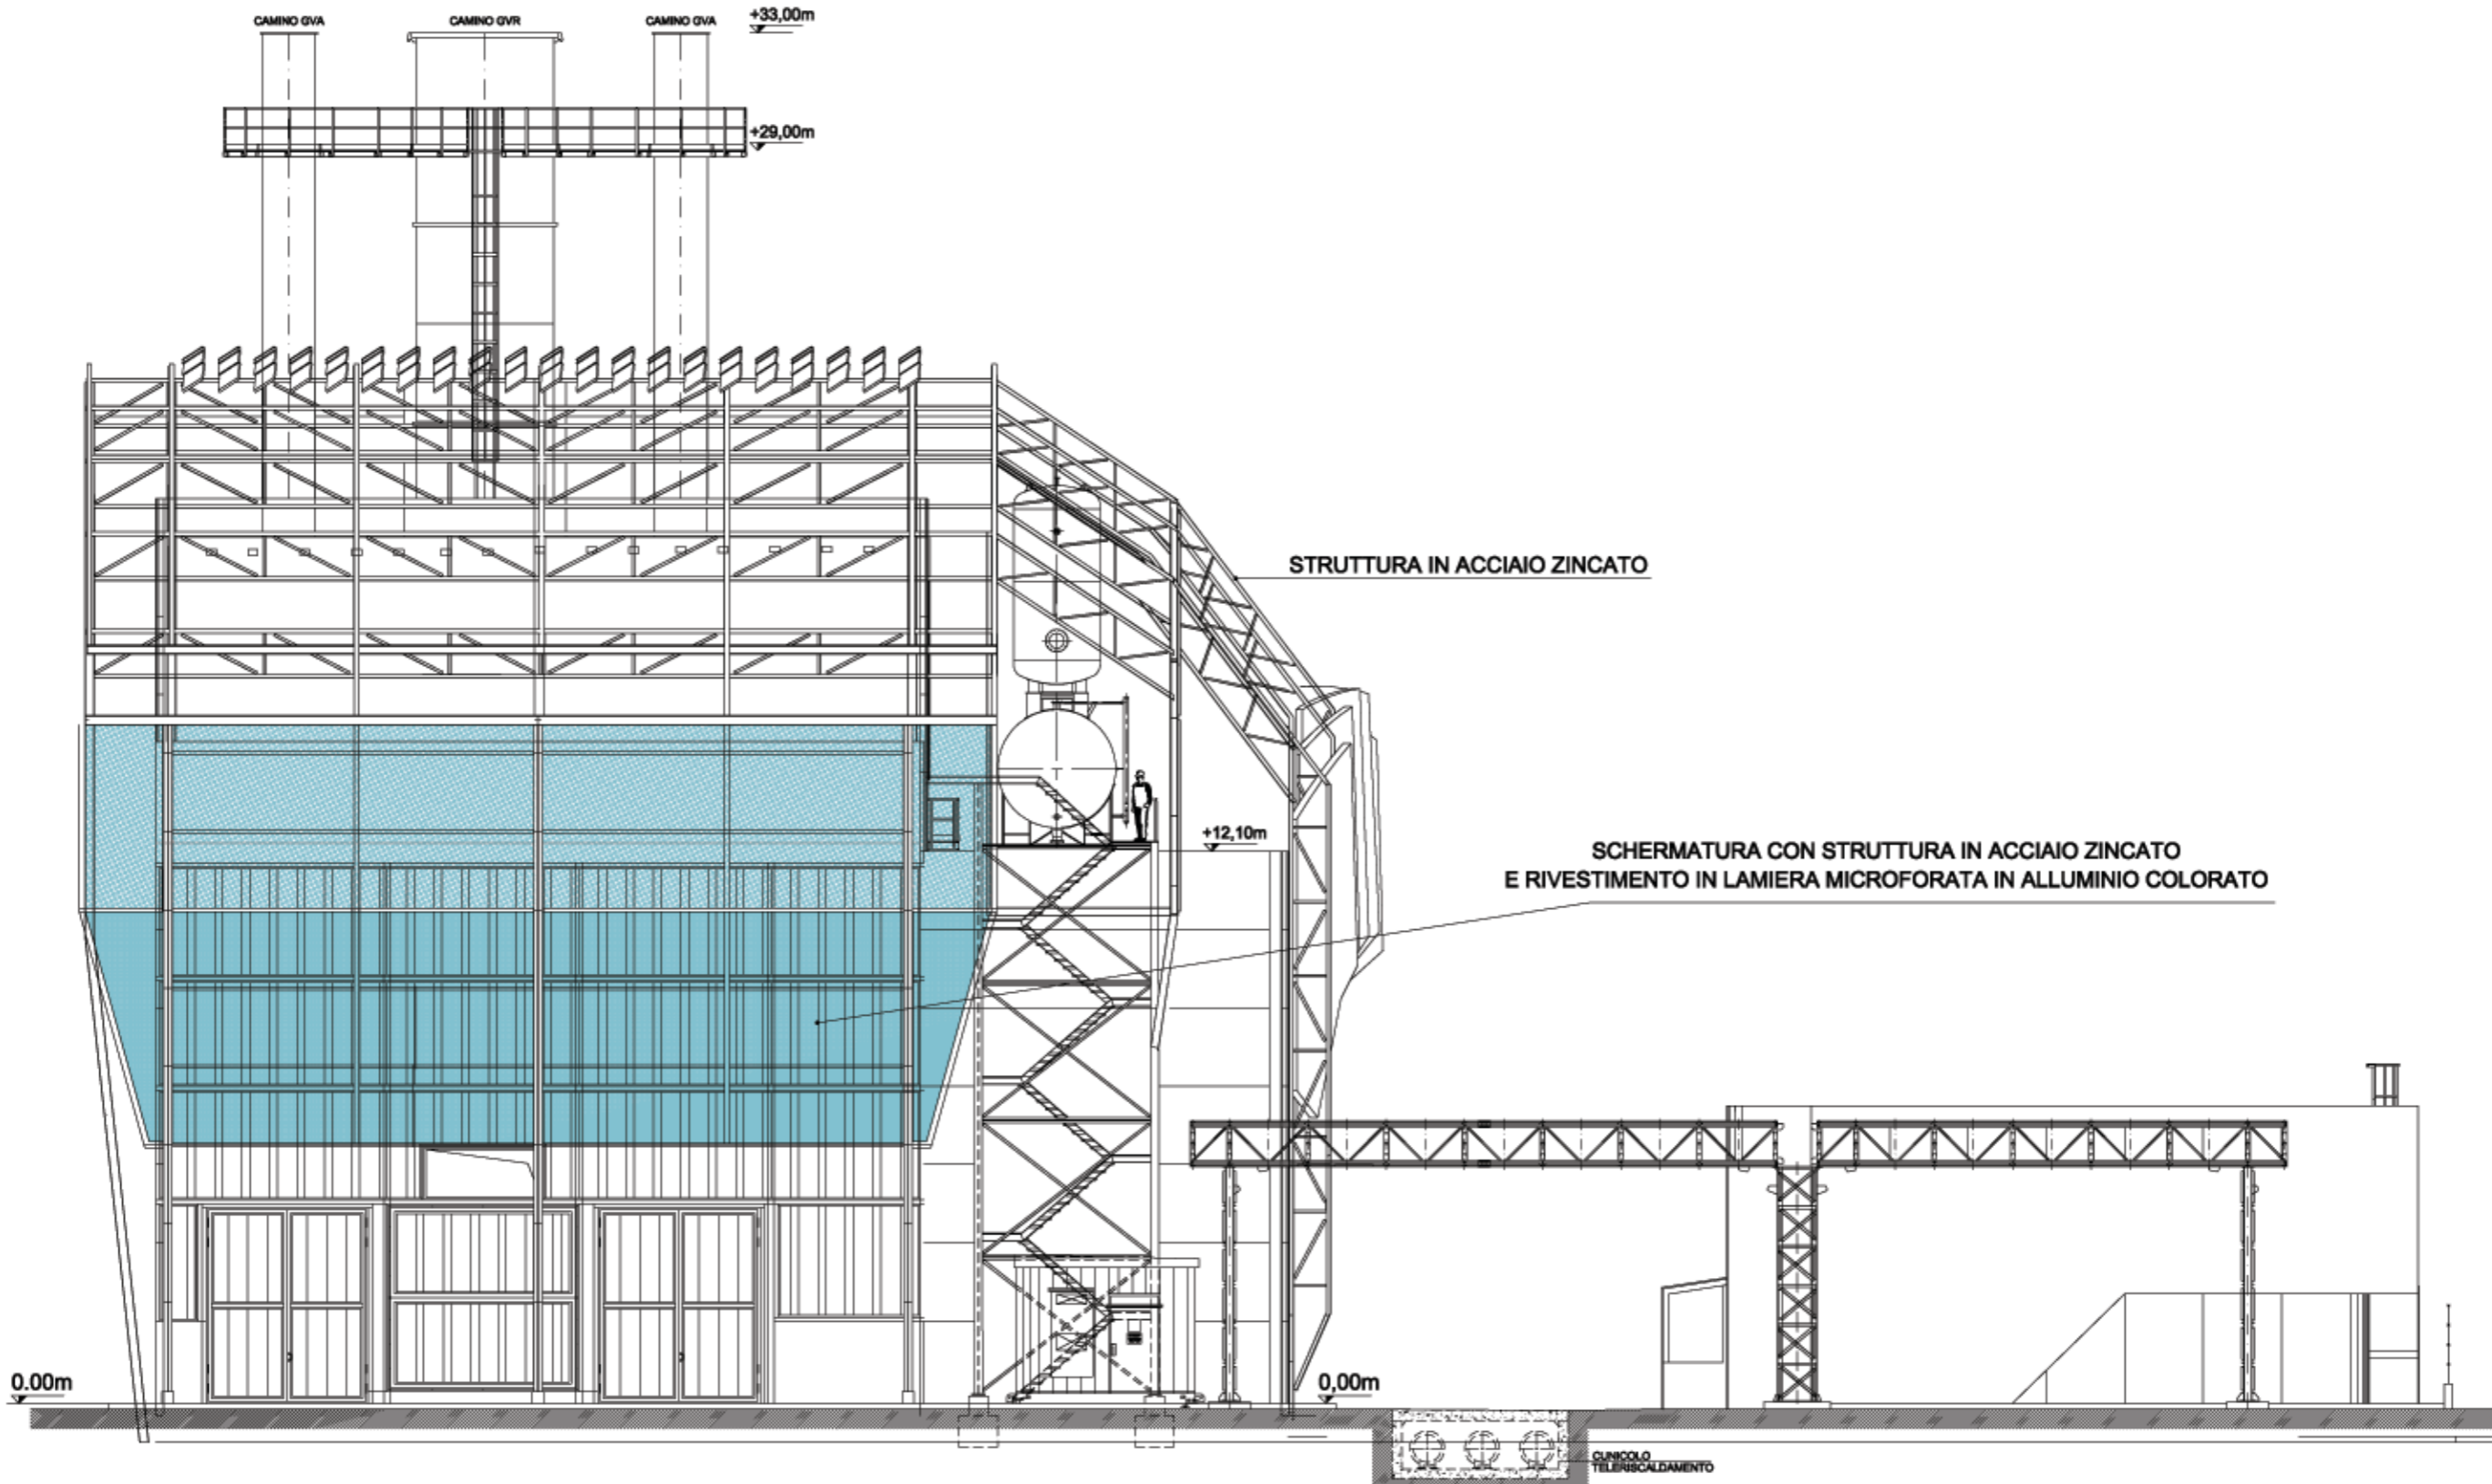 CAMINO GVA
CAMINO GVR
CAMINO GVA
+33,00m
+29,00m
STRUTTURA IN ACCIAIO ZINCATO
+12,10m
SCHERMATURA CON STRUTTURA IN ACCIAIO ZINCATO
E RIVESTIMENTO IN LAMIERA MICROFORATA IN ALLUMINIO COLORATO
0.00m
0,00m
CUNICOLO
TELERISCALDAMENTO